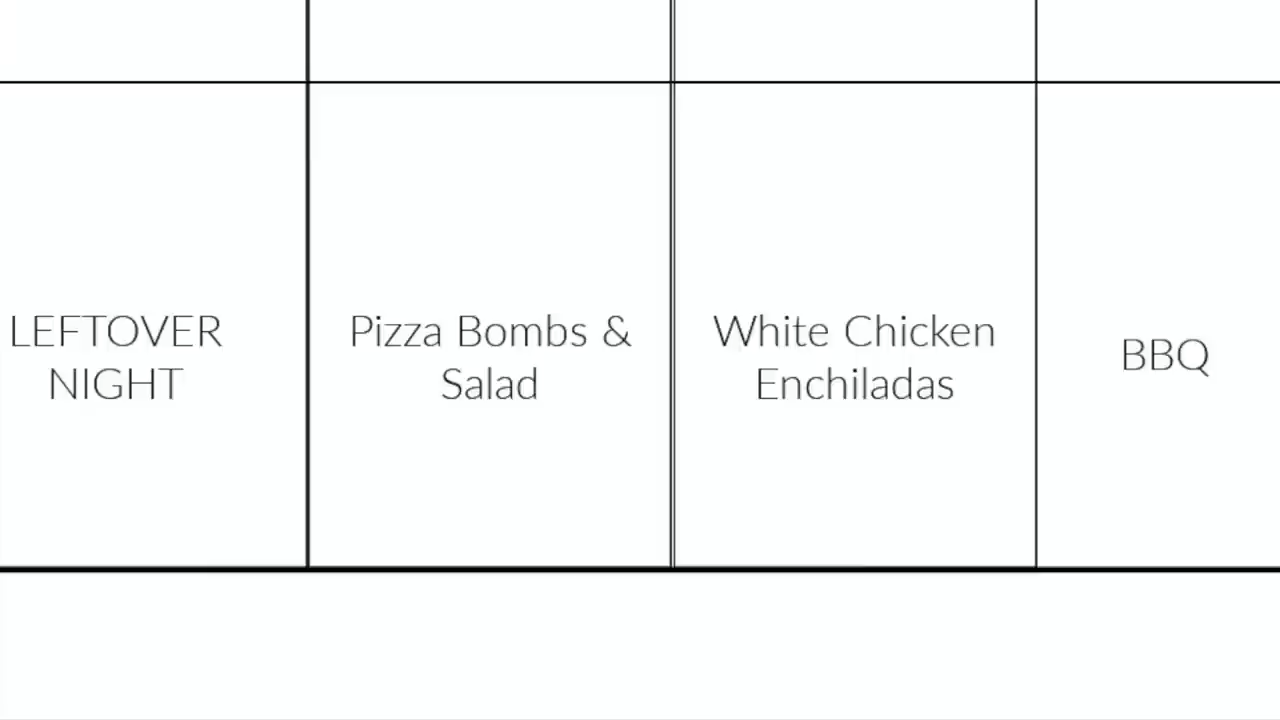 LEFTOVER
NIGHT
Pizza Bombs &
Salad
White Chicken
Enchiladas
BBQ